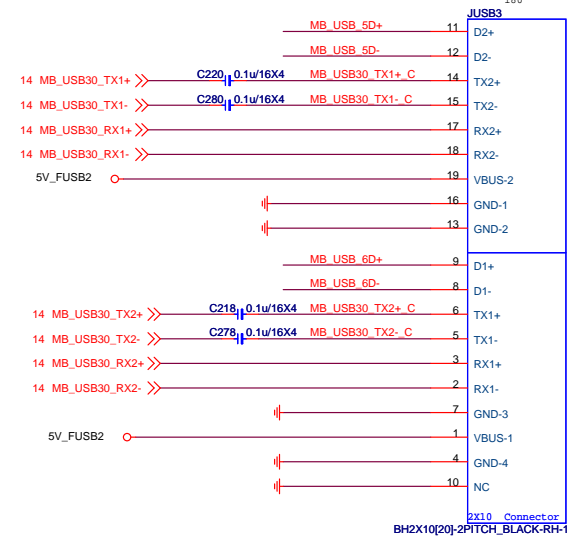 JUSB3
MB_USB_5D+ 11 D2+
MB_USB_5D- 12 D2-
14 MB_USB30_TX1+ C220 0.1u/16X4 MB_USB30_TX1+_C 14 TX2+
14 MB_USB30_TX1- C280 0.1u/16X4 MB_USB30_TX1-_C 15 TX2-
14 MB_USB30_RX1+ 17 RX2+
14 MB_USB30_RX1- 18 RX2-
5V_FUSB2 19 VBUS-2
16 GND-1
13 GND-2
MB_USB_6D+ 9 D1+
MB_USB_6D- 8 D1-
14 MB_USB30_TX2+ C218 0.1u/16X4 MB_USB30_TX2+_C 6 TX1+
14 MB_USB30_TX2- C278 0.1u/16X4 MB_USB30_TX2-_C 5 TX1-
14 MB_USB30_RX2+ 3 RX1+
14 MB_USB30_RX2- 2 RX1-
7 GND-3
5V_FUSB2 1 VBUS-1
4 GND-4
10 NC
2X10 Connector
BH2X10[20]-2PITCH_BLACK-RH-1